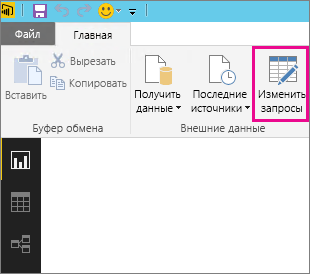 Файл
Главная
Вставить
Вырезать
Копировать
Буфер обмена
Получить
данные
Последние
источники
Внешние данные
Изменить
запросы